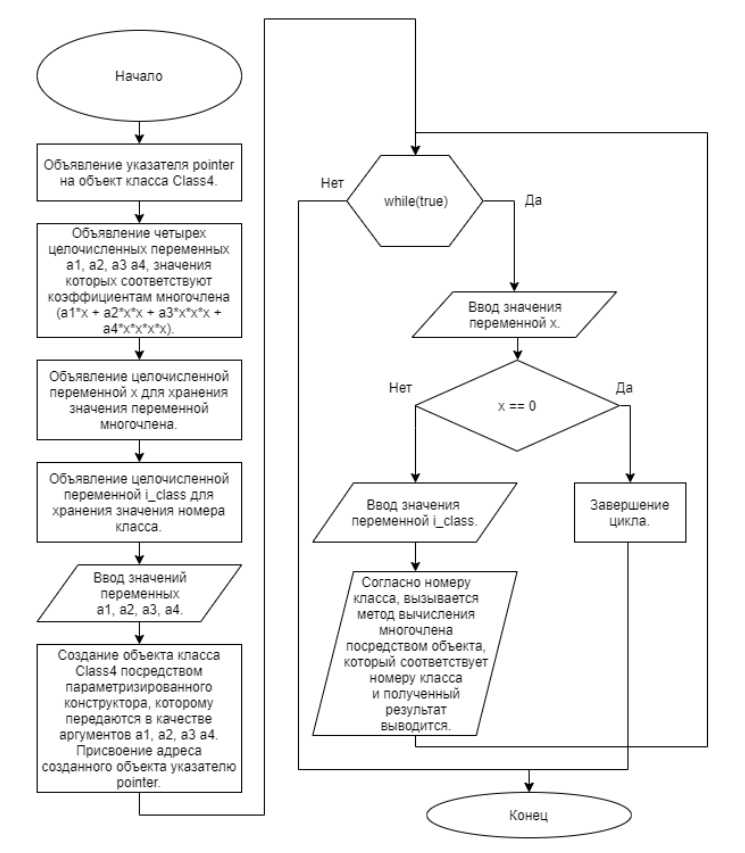 Начало
Объявление указателя pointer
на объект класса Class4.
Объявление четырех
целочисленных переменных
a1, a2, a3 a4, значения
которых соответствуют
коэффициентам многочлена
(a1*x + a2*x*x + a3*x*x*x +
a4*x*x*x*x).
Объявление целочисленной
переменной x для хранения
значения переменной
многочлена.
Объявление целочисленной
переменной i_class для
хранения значения номера
класса.
Ввод значений
переменных
a1, a2, a3, a4.
Создание объекта класса
Class4 посредством
параметризированного
конструктора, которому
передаются в качестве
аргументов a1, a2, a3 a4.
Присвоение адреса
созданного объекта указателю
pointer.
Нет
while(true)
Да
Ввод значения
переменной x.
Нет
x == 0
Да
Ввод значения
переменной i_class.
Завершение
цикла.
Согласно номеру
класса, вызывается
метод вычисления
многочлена
посредством объекта,
который соответствует
номеру класса
и полученный
результат
выводится.
Конец